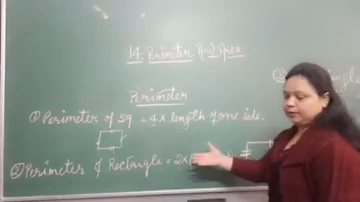 14. Perimeter And Area
Perimeter
① Perimeter of sq = 4 × length of one side.
② Perimeter of Rectangle = 2×